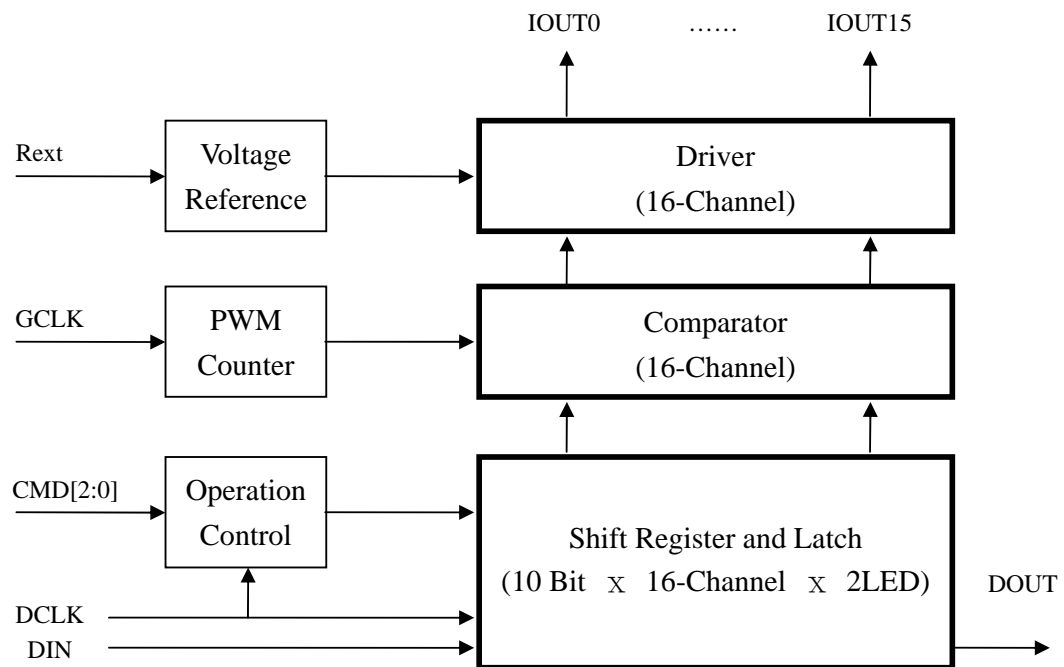 IOUT0 …… IOUT15
Rext
Voltage
Reference
Driver
(16-Channel)
GCLK
PWM
Counter
Comparator
(16-Channel)
CMD[2:0]
Operation
Control
Shift Register and Latch
(10 Bit x 16-Channel x 2LED)
DCLK
DIN
DOUT